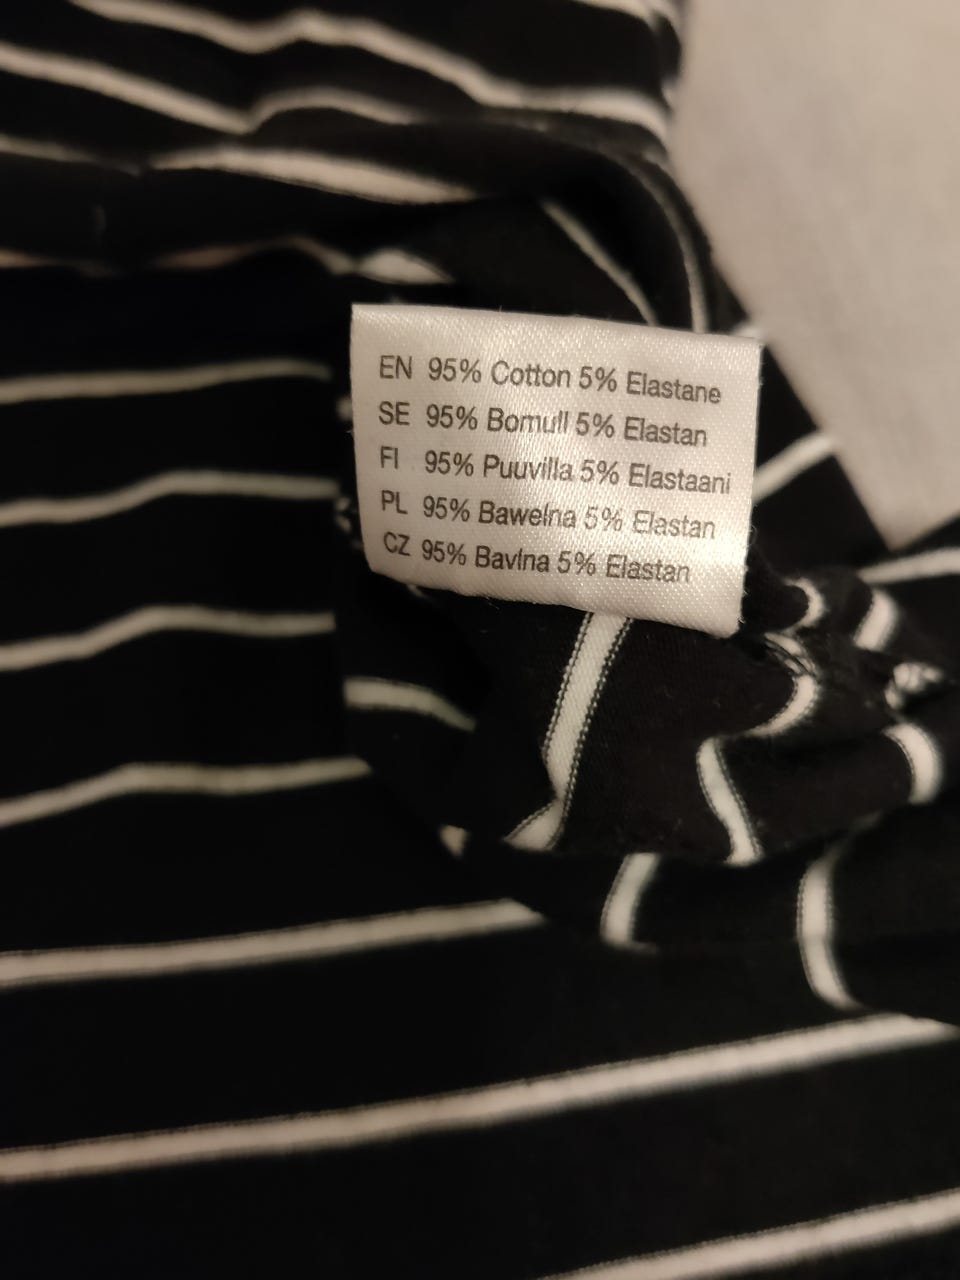 EN 95% Cotton 5% Elastane
SE 95% Bomull 5% Elastan
FI 95% Puuvilla 5% Elastaani
PL 95% Bawełna 5% Elastan
CZ 95% Bavlna 5% Elastan